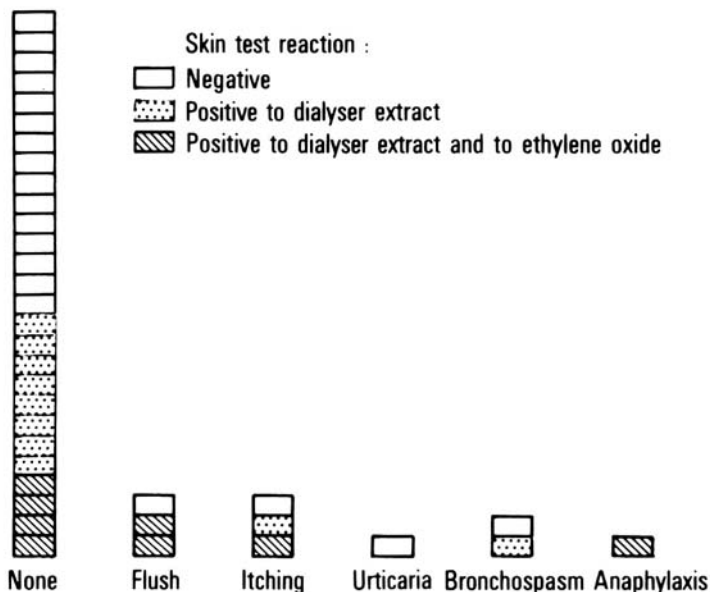 Skin test reaction :
Negative
Positive to dialyser extract
Positive to dialyser extract and to ethylene oxide
None Flush Itching Urticaria Bronchospasm Anaphylaxis